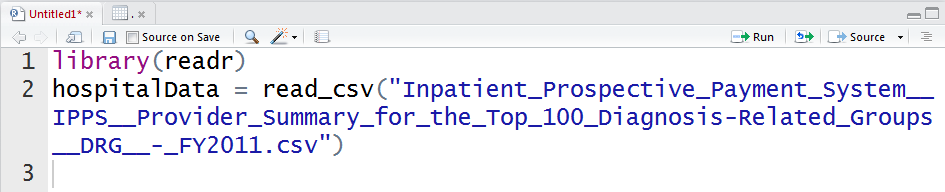 Untitled1* × . ×
Source on Save Run Source
1 library(readr)
2 hospitalData = read_csv("Inpatient_Prospective_Payment_System__
IPPS__Provider_Summary_for_the_Top_100_Diagnosis-Related_Groups
__DRG__-_FY2011.csv")
3